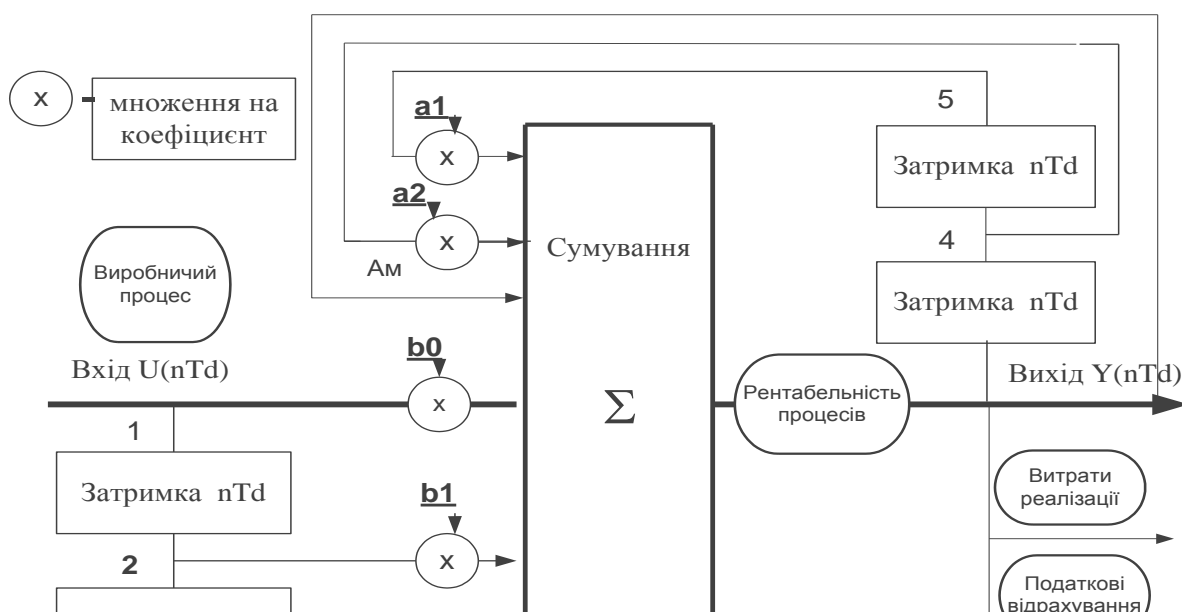 5
x
множення на
коефіциєнт
a1
x
Затримка nTd
a2
x
Ам
4
Сумування
Виробничий
процес
Затримка nTd
Вхід U(nTd)
b0
x
Σ
Рентабельність
процесів
Вихід Y(nTd)
1
Затримка nTd
b1
x
2
Витрати
реалізації
Податкові
відрахування